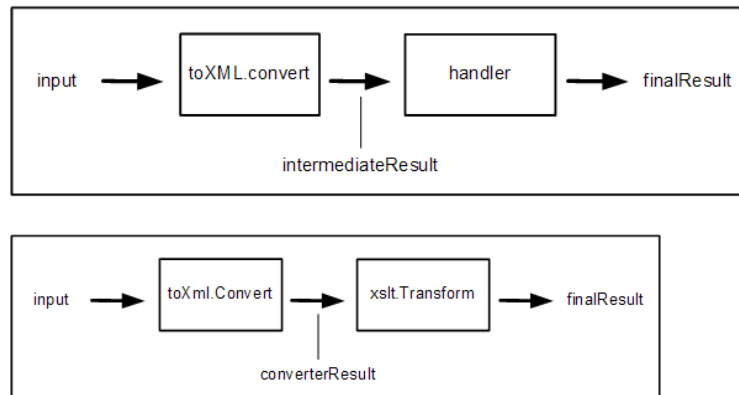 input
toXML.convert
handler
finalResult
intermediateResult
input
toXml.Convert
xslt.Transform
finalResult
converterResult